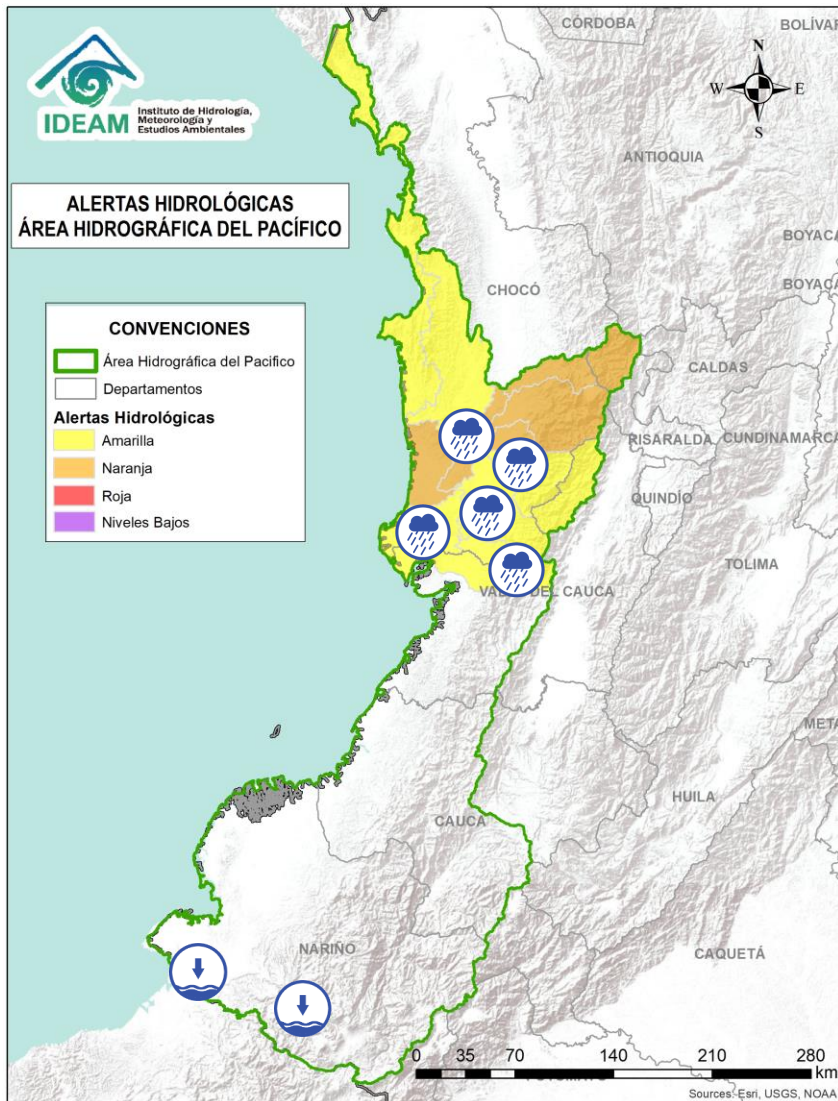 IDEAM
Instituto de Hidrología,
Meteorología y
Estudios Ambientales
ALERTAS HIDROLÓGICAS
ÁREA HIDROGRÁFICA DEL PACÍFICO
CONVENCIONES
Área Hidrográfica del Pacifico
Departamentos
Alertas Hidrológicas
Amarilla
Naranja
Roja
Niveles Bajos
N
W E
S
CÓRDOBA
BOLÍVAR
ANTIOQUIA
BOYACÁ
BOYACÁ
CHOCÓ
CALDAS
RISARALDA
CUNDINAMARCA
QUINDÍO
TOLIMA
DEL CAUCA
META
HUILA
CAUCA
NARIÑO
CAQUETÁ
0 35 70 140 210 280
km
Sources: Esri, USGS, NOAA